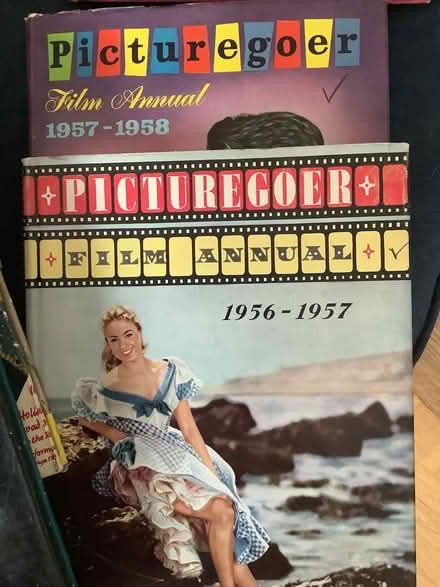 Picturegoer
Film Annual
1957-1958
PICTUREGOER
FILM ANNUAL
1956-1957